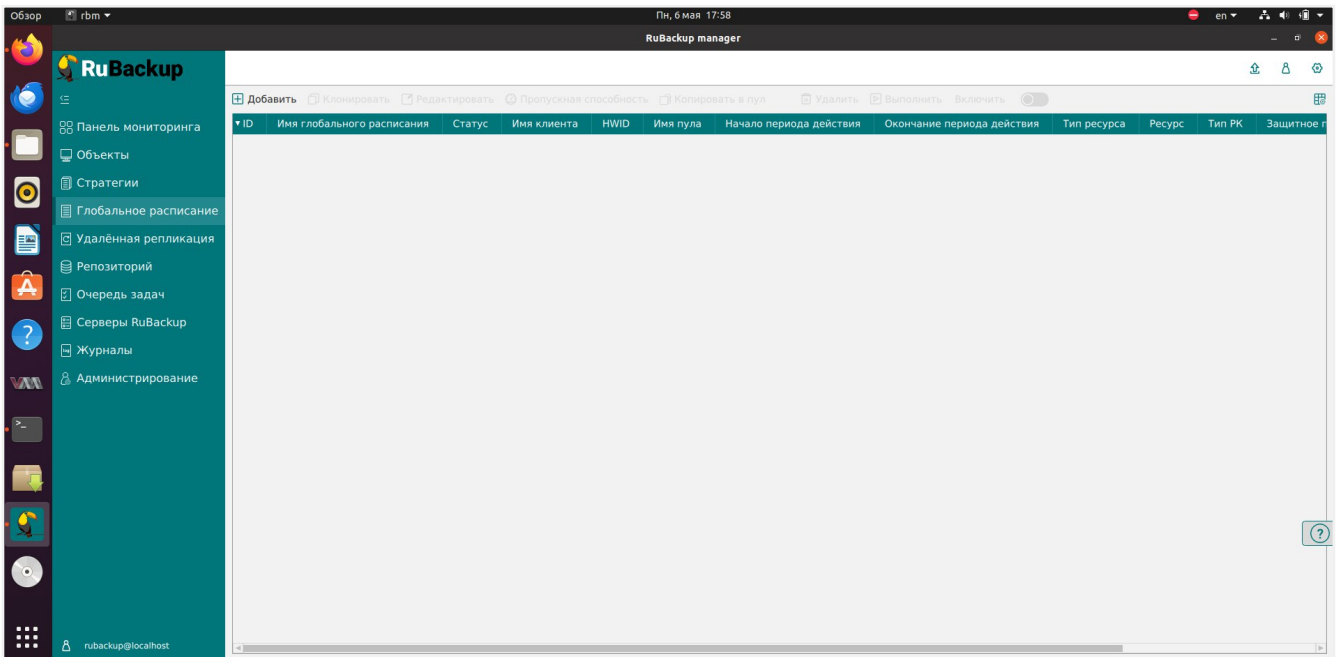 Обзор rbm Пн, 6 мая 17:58 en
RuBackup manager
RuBackup
Добавить Клонировать Редактировать Пропускная способность Копировать в пул Удалить Выполнить Включить
ID Имя глобального расписания Статус Имя клиента HWID Имя пула Начало периода действия Окончание периода действия Тип ресурса Ресурс Тип РК Защитное п
Панель мониторинга
Объекты
Стратегии
Глобальное расписание
Удалённая репликация
Репозиторий
Очередь задач
Серверы RuBackup
Журналы
Администрирование
rubackup@localhost